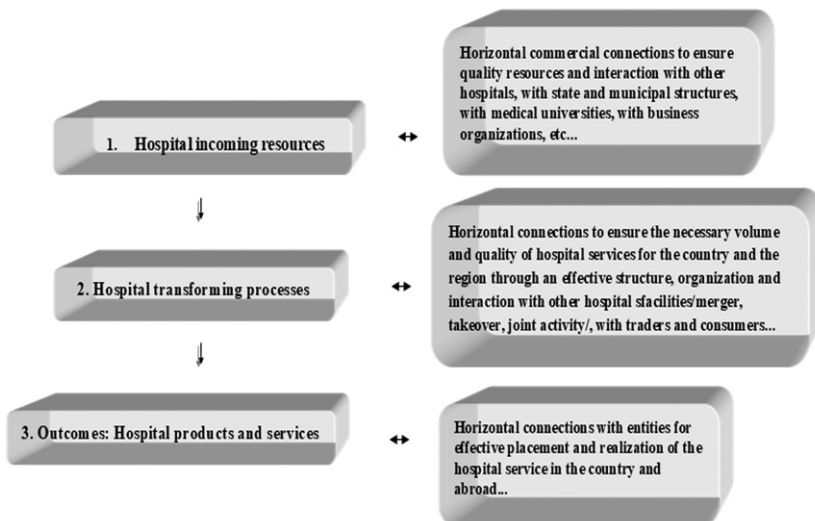 1. Hospital incoming resources
Horizontal commercial connections to ensure
quality resources and interaction with other
hospitals, with state and municipal structures,
with medical universities, with business
organizations, etc...
2. Hospital transforming processes
Horizontal connections to ensure the necessary volume
and quality of hospital services for the country and the
region through an effective structure, organization and
interaction with other hospital sfacilities/merger,
takeover, joint activity/, with traders and consumers...
3. Outcomes: Hospital products and services
Horizontal connections with entities for
effective placement and realization of the
hospital service in the country and
abroad...